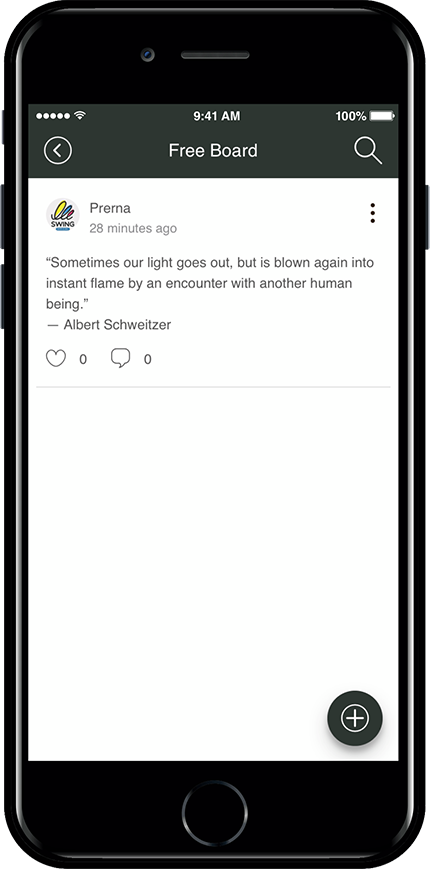 9:41 AM
100%
Free Board
SWING
Prerna
28 minutes ago
“Sometimes our light goes out, but is blown again into
instant flame by an encounter with another human
being.”
— Albert Schweitzer
0 0